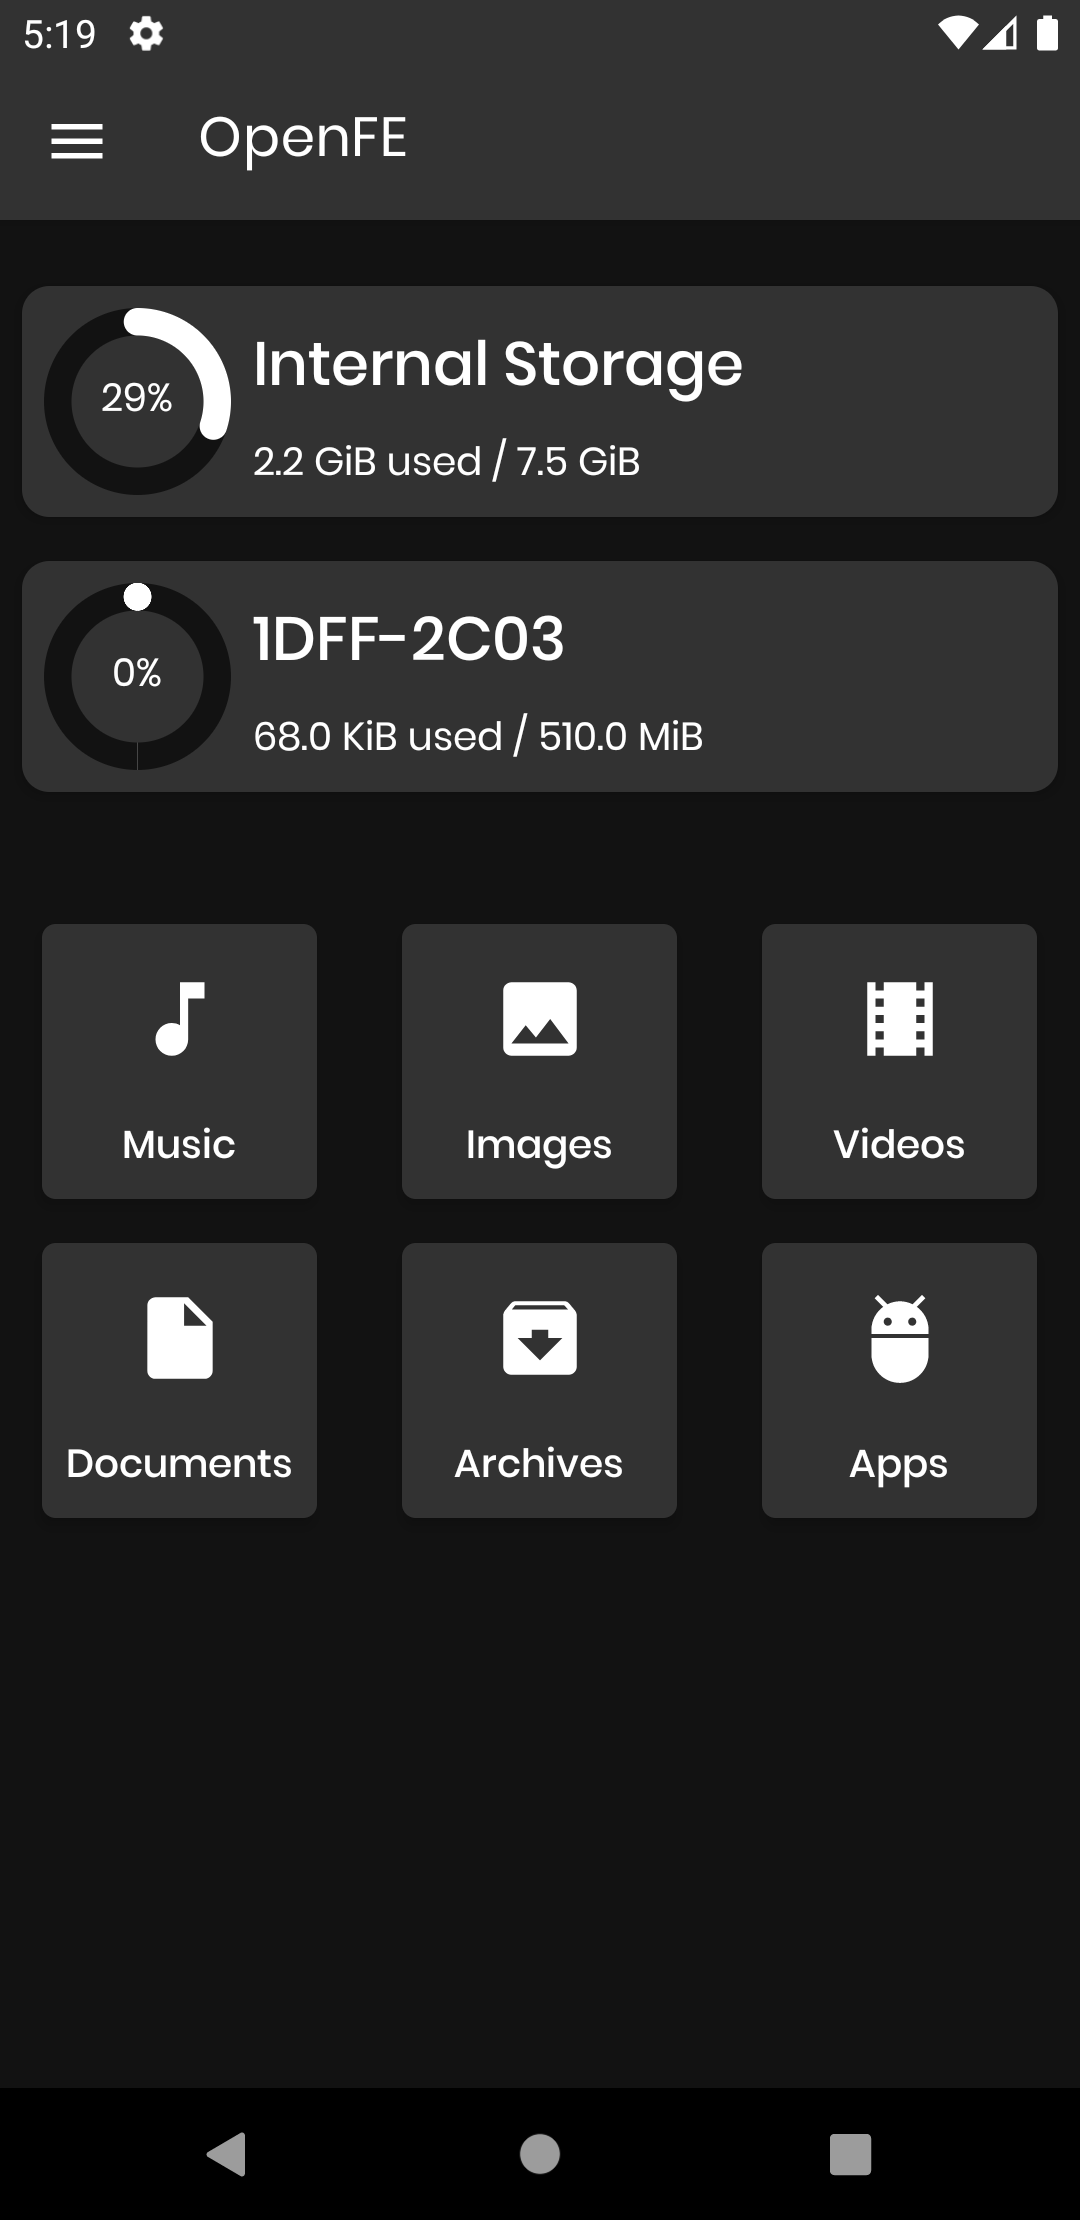 5:19
OpenFE
29%
Internal Storage
2.2 GiB used / 7.5 GiB
0%
1DFF-2C03
68.0 KiB used / 510.0 MiB
Music
Images
Videos
Documents
Archives
Apps